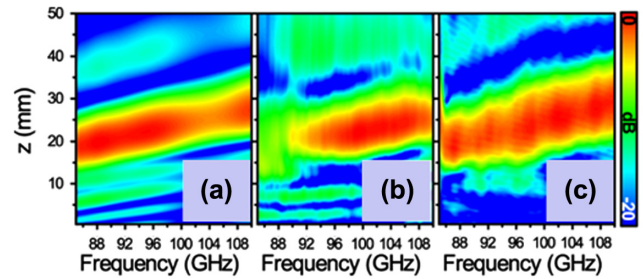 50
40
30
20
10
z (mm)
(a)
(b)
(c)
88 92 96 100 104 108
88 92 96 100 104 108
88 92 96 100 104 108
Frequency (GHz)
Frequency (GHz)
Frequency (GHz)
0
dB
-20